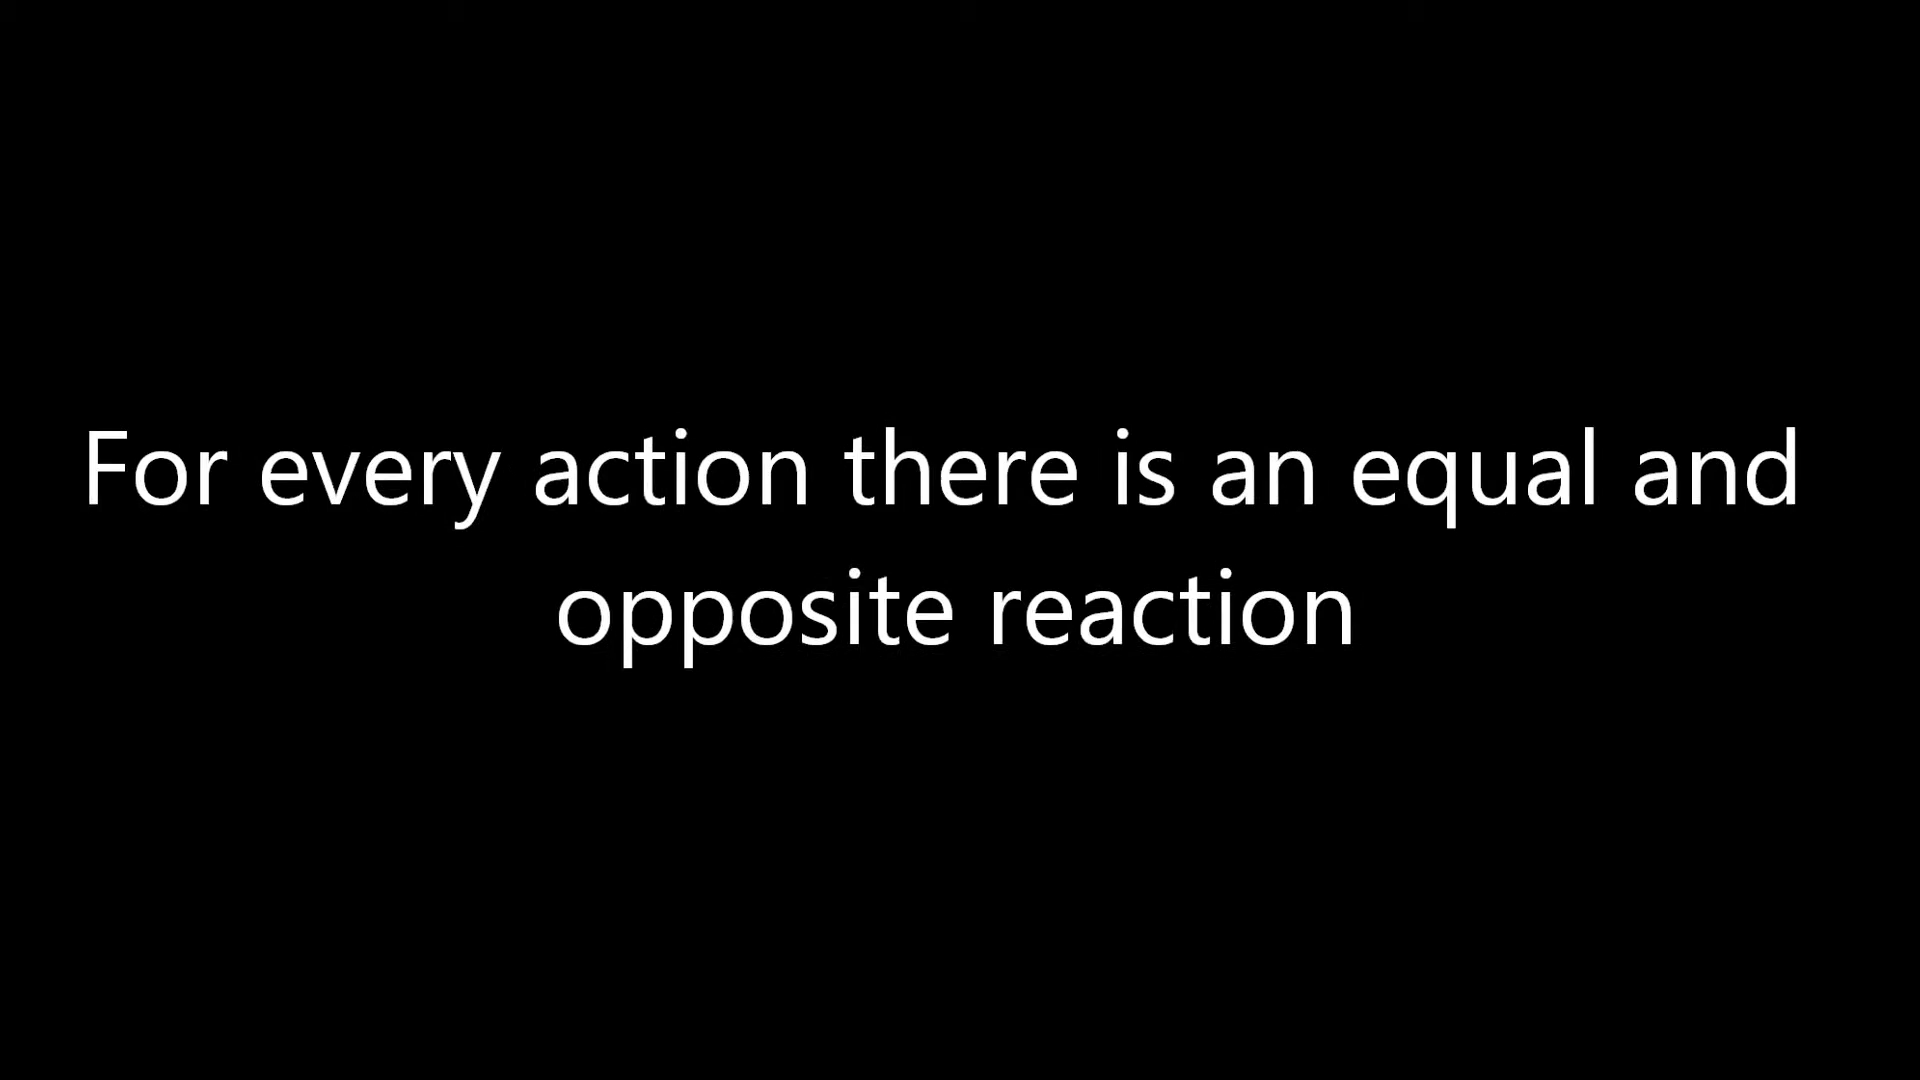 For every action there is an equal and
opposite reaction